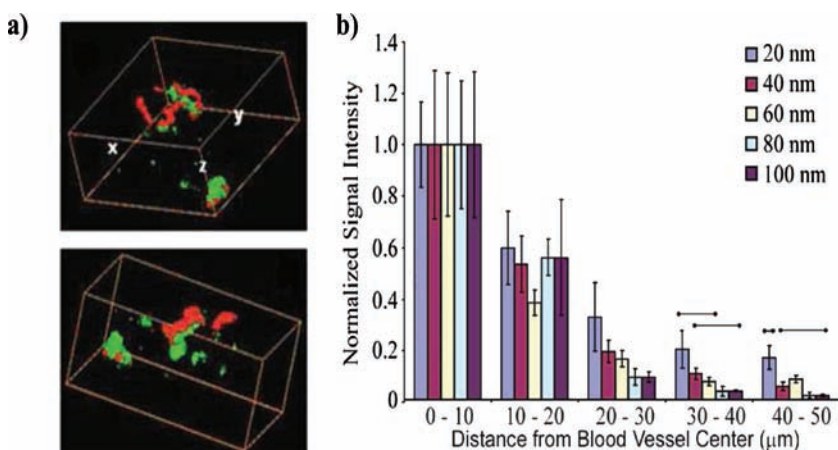 a)
x
y
z
b)
Normalized Signal Intensity
1.4
1.2
1.0
0.8
0.6
0.4
0.2
0
20 nm
40 nm
60 nm
80 nm
100 nm
0 - 10
10 - 20
20 - 30
30 - 40
40 - 50
Distance from Blood Vessel Center (μm)